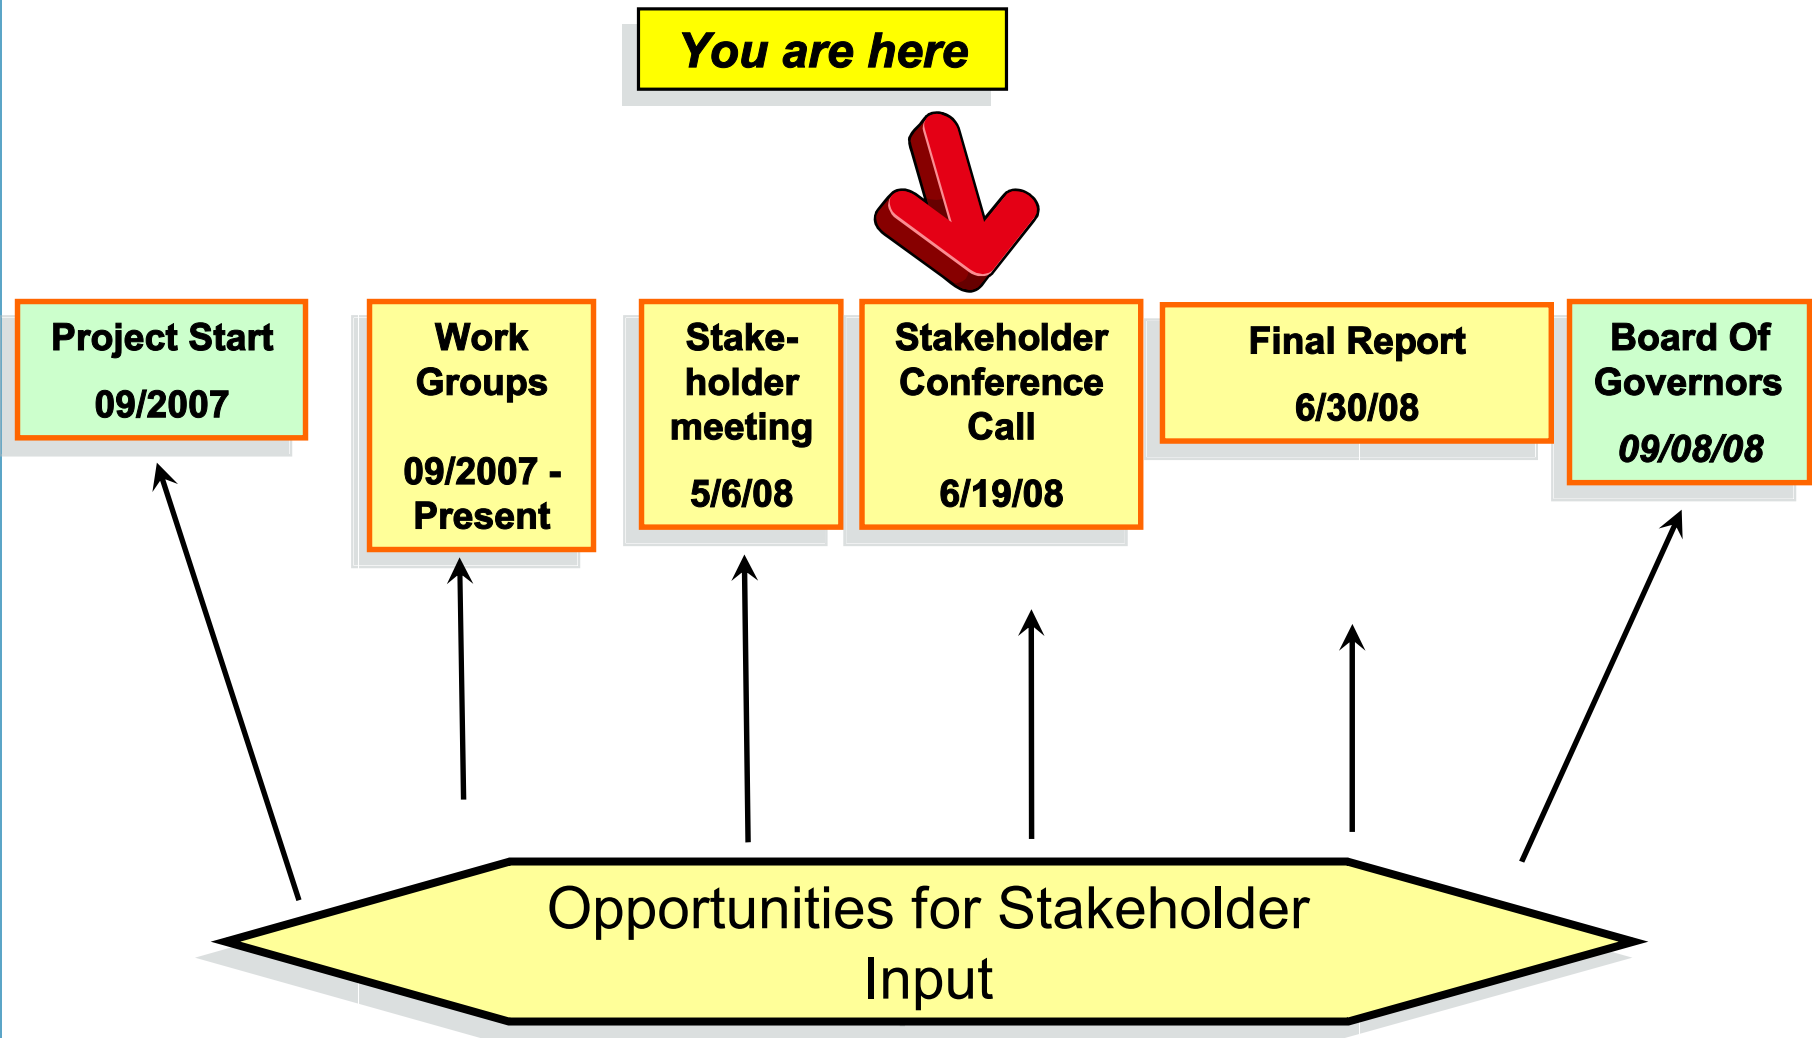 You are here
Project Start
09/2007
Work
Groups
09/2007 -
Present
Stake-
holder
meeting
5/6/08
Stakeholder
Conference
Call
6/19/08
Final Report
6/30/08
Board Of
Governors
09/08/08
Opportunities for Stakeholder
Input